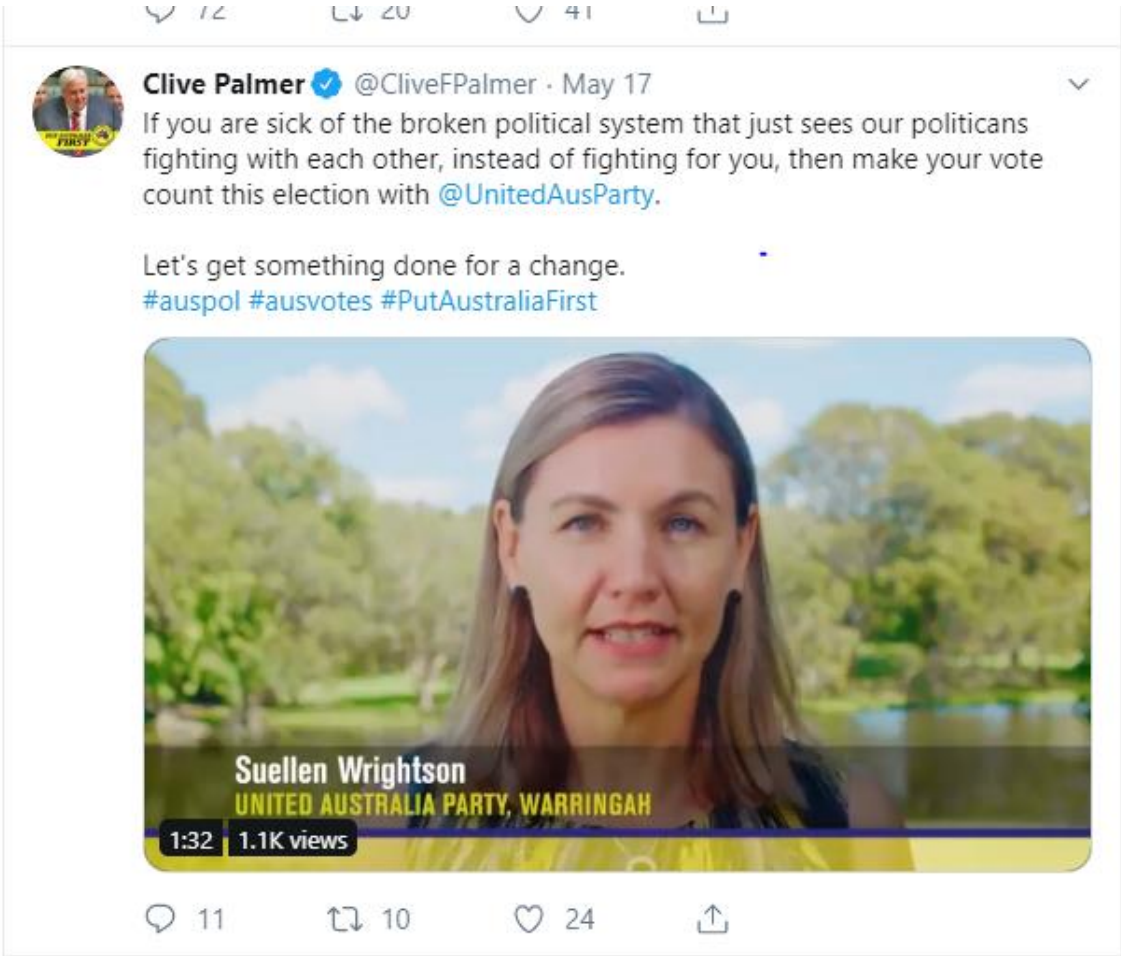 72 20 41
Clive Palmer @CliveFPalmer · May 17
If you are sick of the broken political system that just sees our politicans
fighting with each other, instead of fighting for you, then make your vote
count this election with @UnitedAusParty.
Let's get something done for a change.
#auspol #ausvotes #PutAustraliaFirst
Suellen Wrightson
UNITED AUSTRALIA PARTY, WARRINGAH
1:32 1.1K views
11 10 24